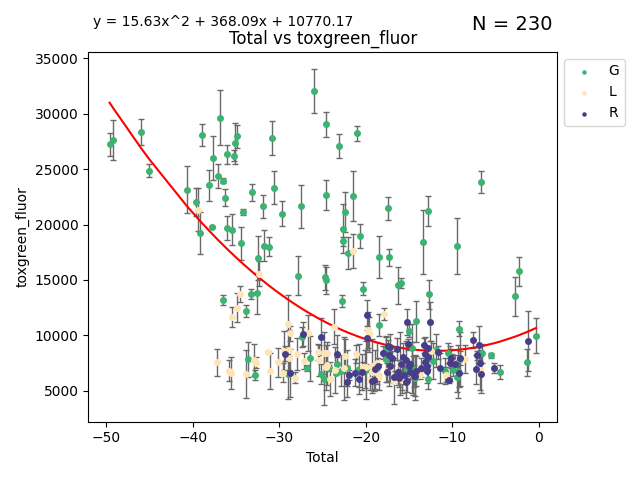 y = 15.63x^2 + 368.09x + 10770.17
N = 230
Total vs toxgreen_fluor
35000
30000
25000
20000
15000
10000
5000
toxgreen_fluor
−50
−40
−30
−20
−10
0
Total
G
L
R